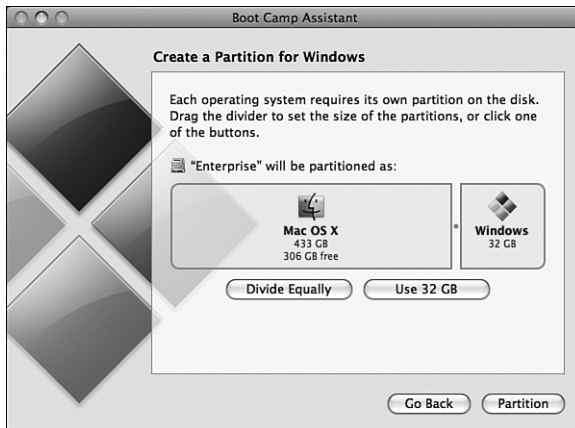 Boot Camp Assistant
Create a Partition for Windows
Each operating system requires its own partition on the disk.
Drag the divider to set the size of the partitions, or click one
of the buttons.
"Enterprise" will be partitioned as:
Mac OS X
433 GB
306 GB free
Windows
32 GB
Divide Equally
Use 32 GB
Go Back
Partition